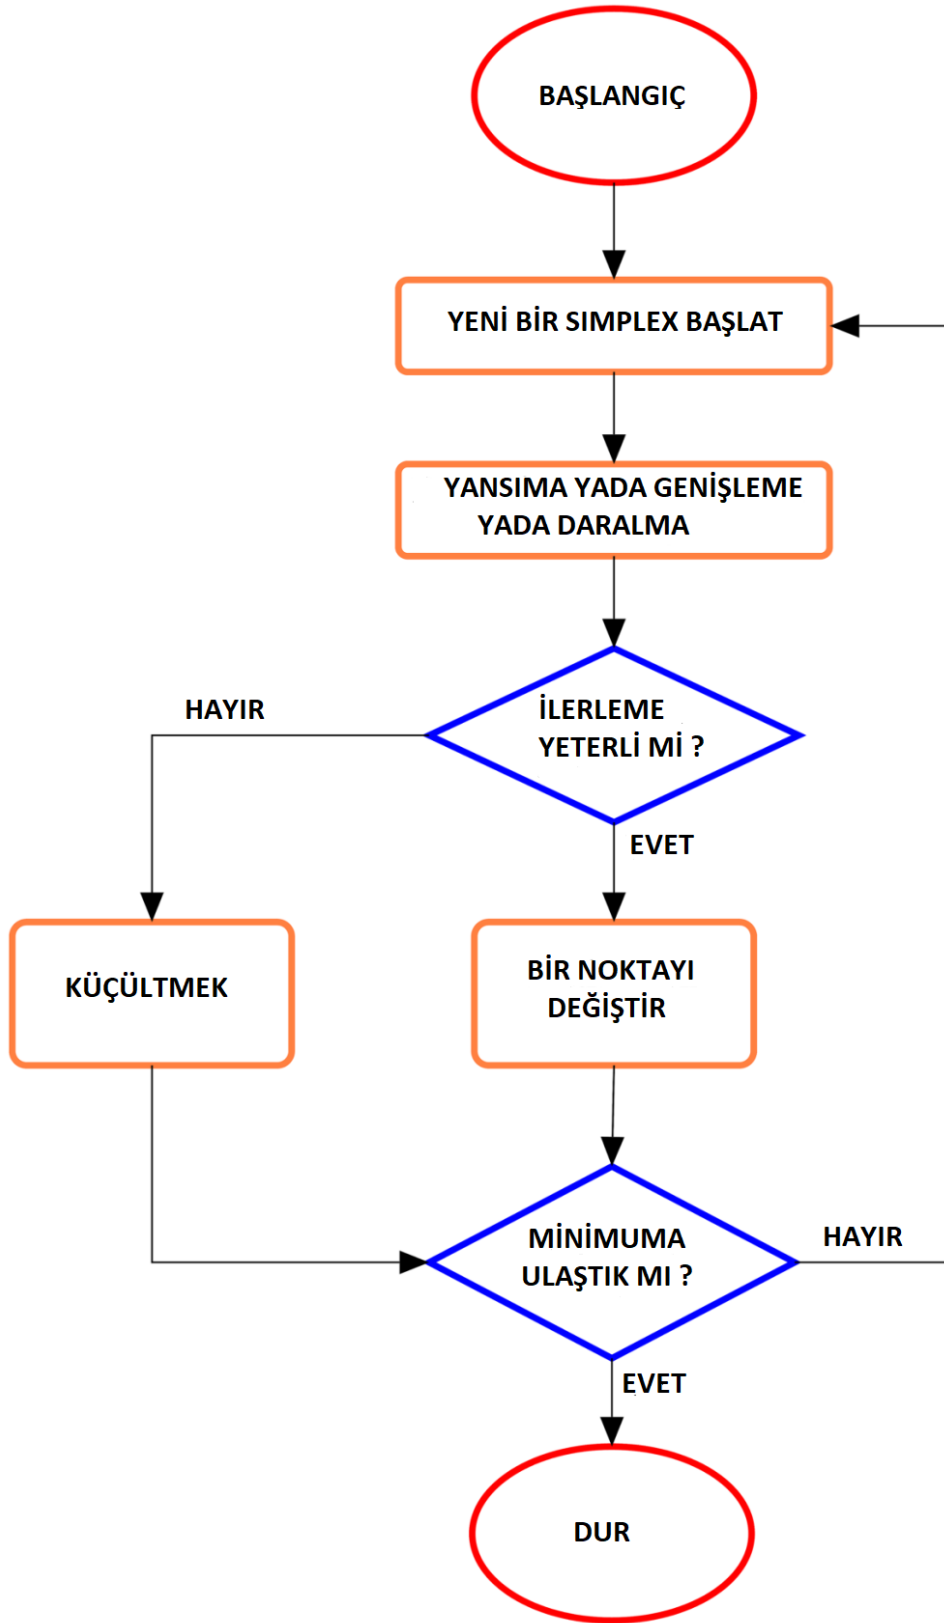 BAŞLANGIÇ
YENİ BİR SIMPLEX BAŞLAT
YANSIMA YADA GENİŞLEME
YADA DARALMA
HAYIR
İLERLEME
YETERLİ Mİ ?
EVET
KÜÇÜLTMEK
BİR NOKTAYI
DEĞİŞTİR
MİNİMUMA
ULAŞTIK MI ?
HAYIR
EVET
DUR